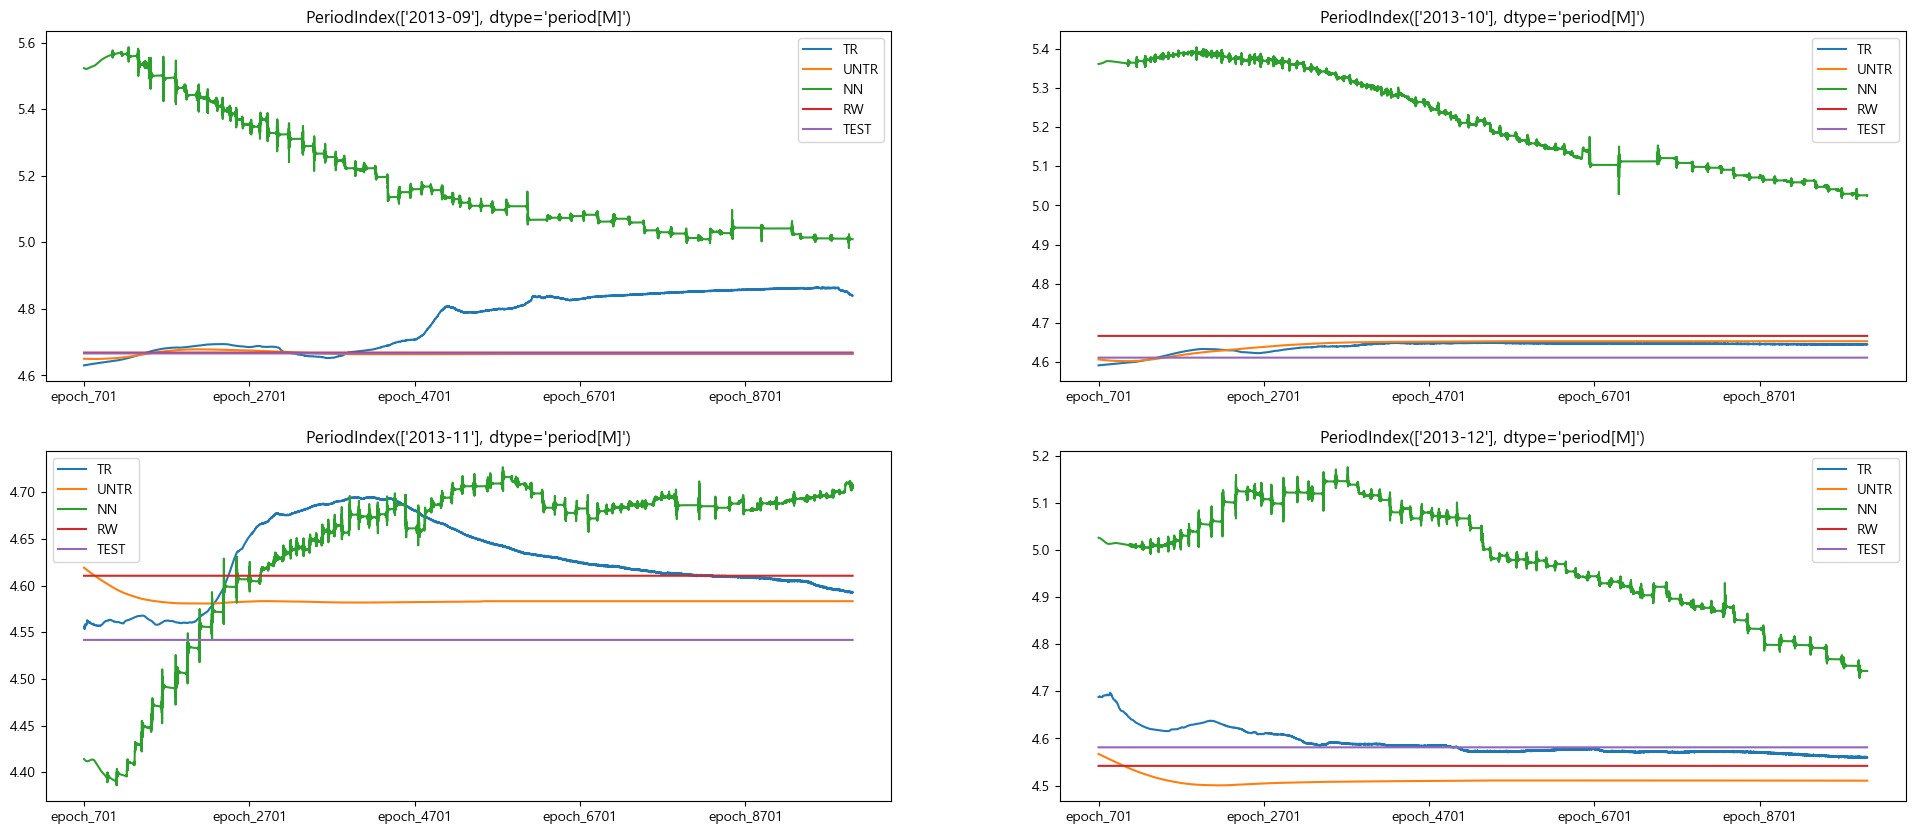 PeriodIndex(['2013-09'], dtype='period[M]')
5.6
5.4
5.2
5.0
4.8
4.6
TR
UNTR
NN
RW
TEST
epoch_701
epoch_2701
epoch_4701
epoch_6701
epoch_8701
PeriodIndex(['2013-10'], dtype='period[M]')
5.4
5.3
5.2
5.1
5.0
4.9
4.8
4.7
4.6
TR
UNTR
NN
RW
TEST
epoch_701
epoch_2701
epoch_4701
epoch_6701
epoch_8701
PeriodIndex(['2013-11'], dtype='period[M]')
TR
UNTR
NN
RW
TEST
4.70
4.65
4.60
4.55
4.50
4.45
4.40
epoch_701
epoch_2701
epoch_4701
epoch_6701
epoch_8701
PeriodIndex(['2013-12'], dtype='period[M]')
5.2
5.1
5.0
4.9
4.8
4.7
4.6
4.5
TR
UNTR
NN
RW
TEST
epoch_701
epoch_2701
epoch_4701
epoch_6701
epoch_8701